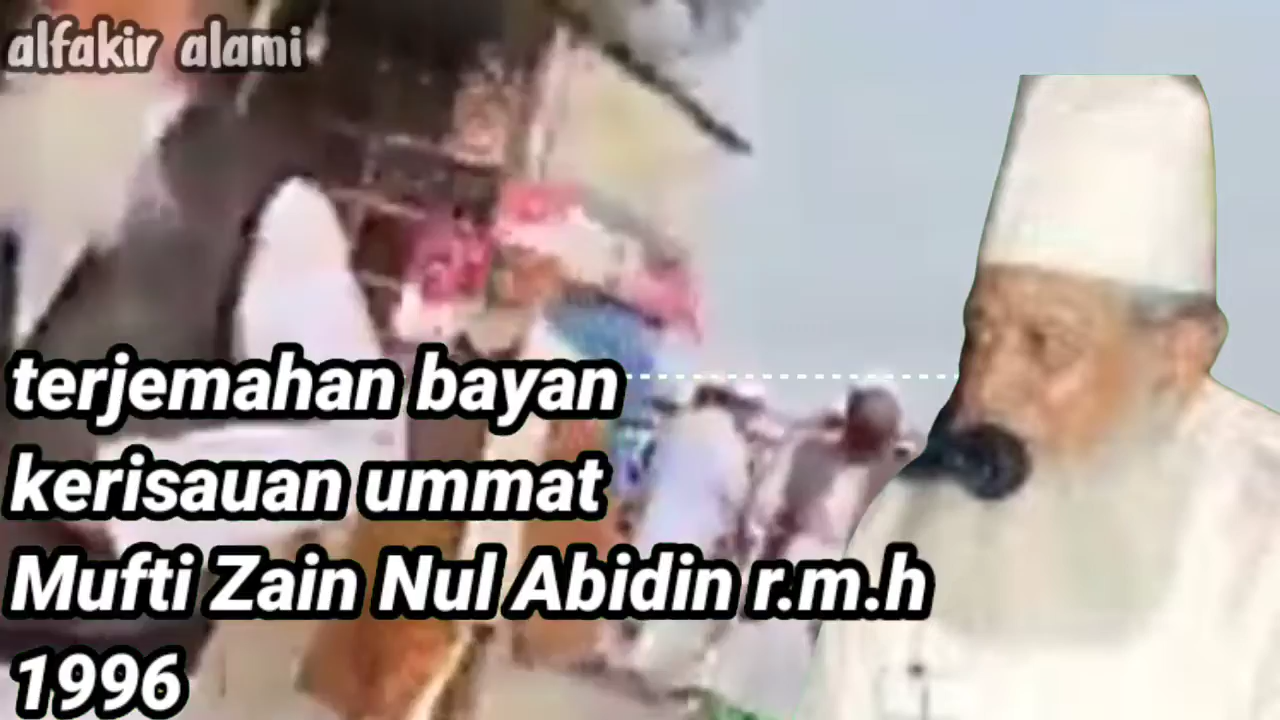 alfakir alami
terjemahan bayan
kerisauan ummat
Mufti Zain Nul Abidin r.m.h
1996